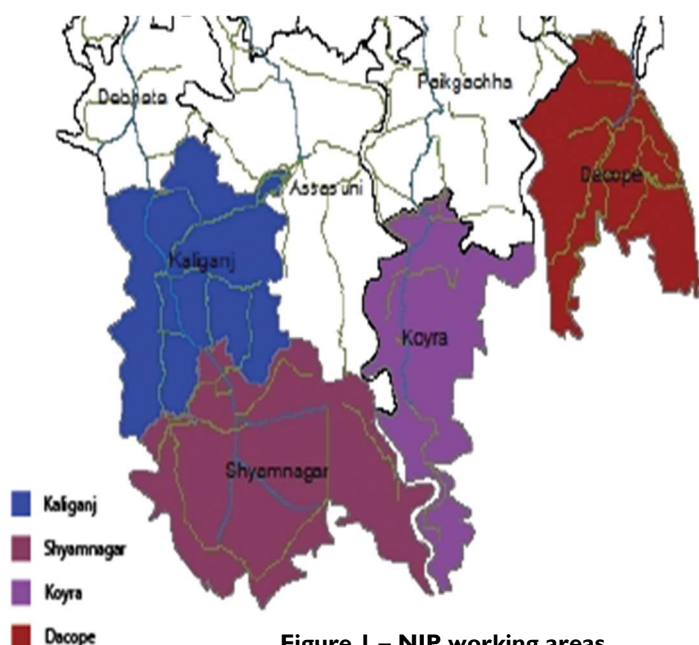 Paikgachha
Debhata
Dacope
Assasuni
Kaliganj
Koyra
Shyamnagar
Kaliganj
Shyamnagar
Koyra
Dacope
Figure 1 – NIP working areas